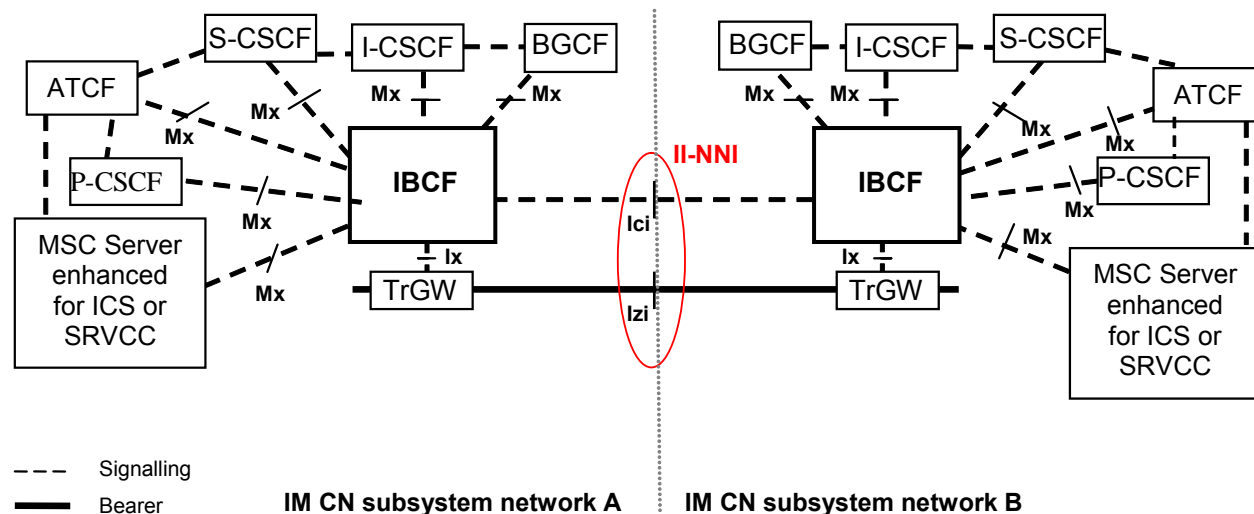 S-CSCF
I-CSCF
BGCF
BGCF
I-CSCF
S-CSCF
ATCF
ATCF
Mx
Mx
Mx
Mx
Mx
Mx
Mx
Mx
II-NNI
P-CSCF
IBCF
IBCF
P-CSCF
Mx
Mx
Ici
MSC Server
enhanced
for ICS or
SRVCC
Mx
Ix
Ix
Mx
MSC Server
enhanced
for ICS or
SRVCC
TrGW
TrGW
Izi
Signalling
Bearer
IM CN subsystem network A
IM CN subsystem network B